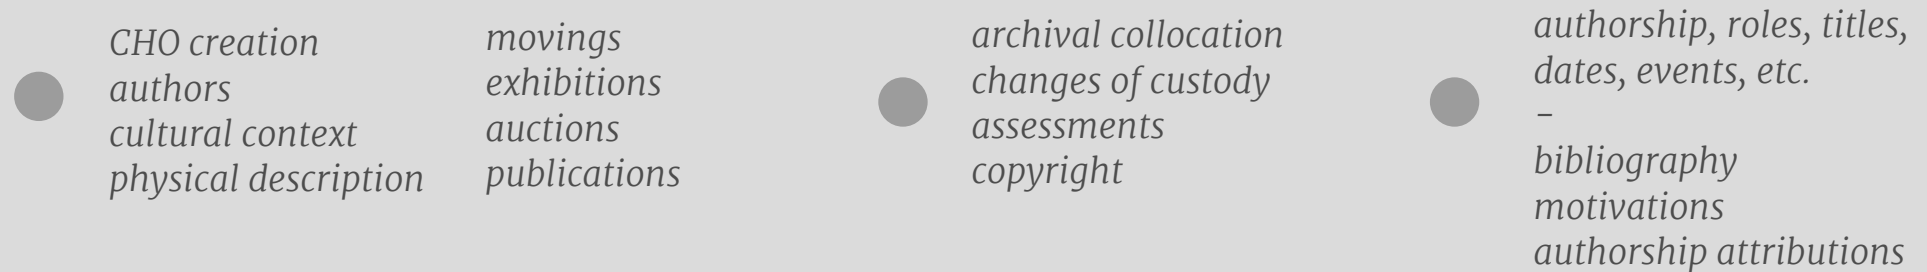 CHO creation
authors
cultural context
physical description
movings
exhibitions
auctions
publications
archival collocation
changes of custody
assessments
copyright
authorship, roles, titles,
dates, events, etc.
–
bibliography
motivations
authorship attributions